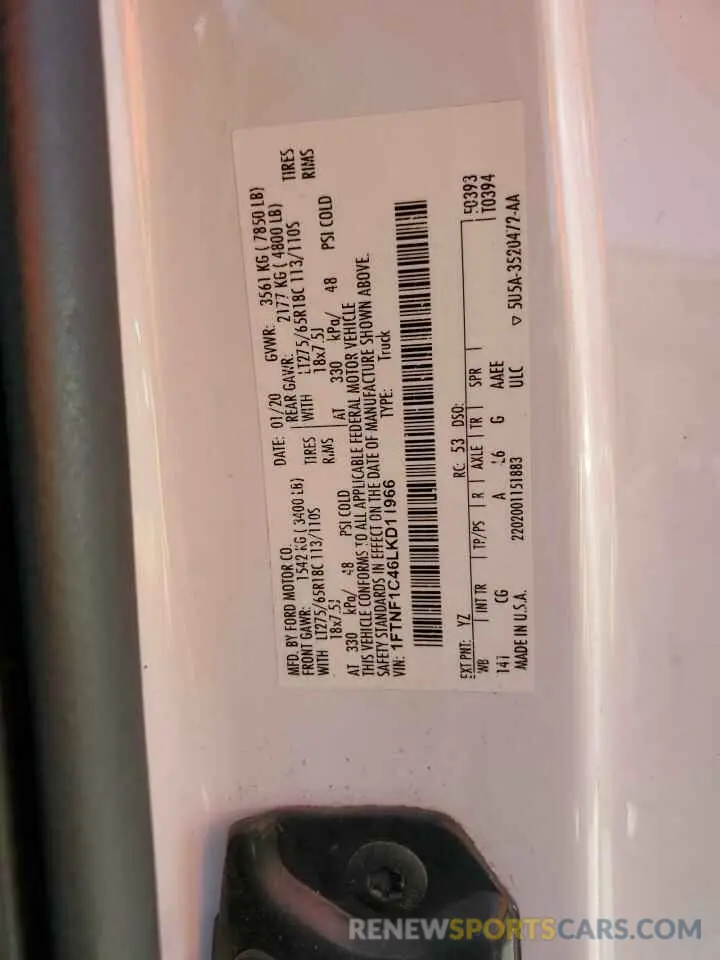 MFD. BY FORD MOTOR CO.
DATE: 01/20 GVWR: 3561 KG ( 7850 LB)
FRONT GAWR: 1542 KG ( 3400 LB) REAR GAWR: 2177 KG ( 4800 LB)
WITH LT275/65R18C 113/110S TIRES WITH LT275/65R18C 113/110S TIRES
18x7.5J RIMS 18x7.5J RIMS
AT 330 kPa/ 48 PSI COLD AT 330 kPa/ 48 PSI COLD
THIS VEHICLE CONFORMS TO ALL APPLICABLE FEDERAL MOTOR VEHICLE
SAFETY STANDARDS IN EFFECT ON THE DATE OF MANUFACTURE SHOWN ABOVE.
VIN: 1FTNF1C46LKD11966 TYPE: Truck
EXT PNT: YZ RC: 53 DSO: F0393
WB INT TR TP/PS R AXLE TR SPR T0394
141 CG A 26 G AAEE
MADE IN U.S.A. 2202001151883 ULC ▽ 5U5A-3520472-AA
RENEWSPORTSCARS.COM